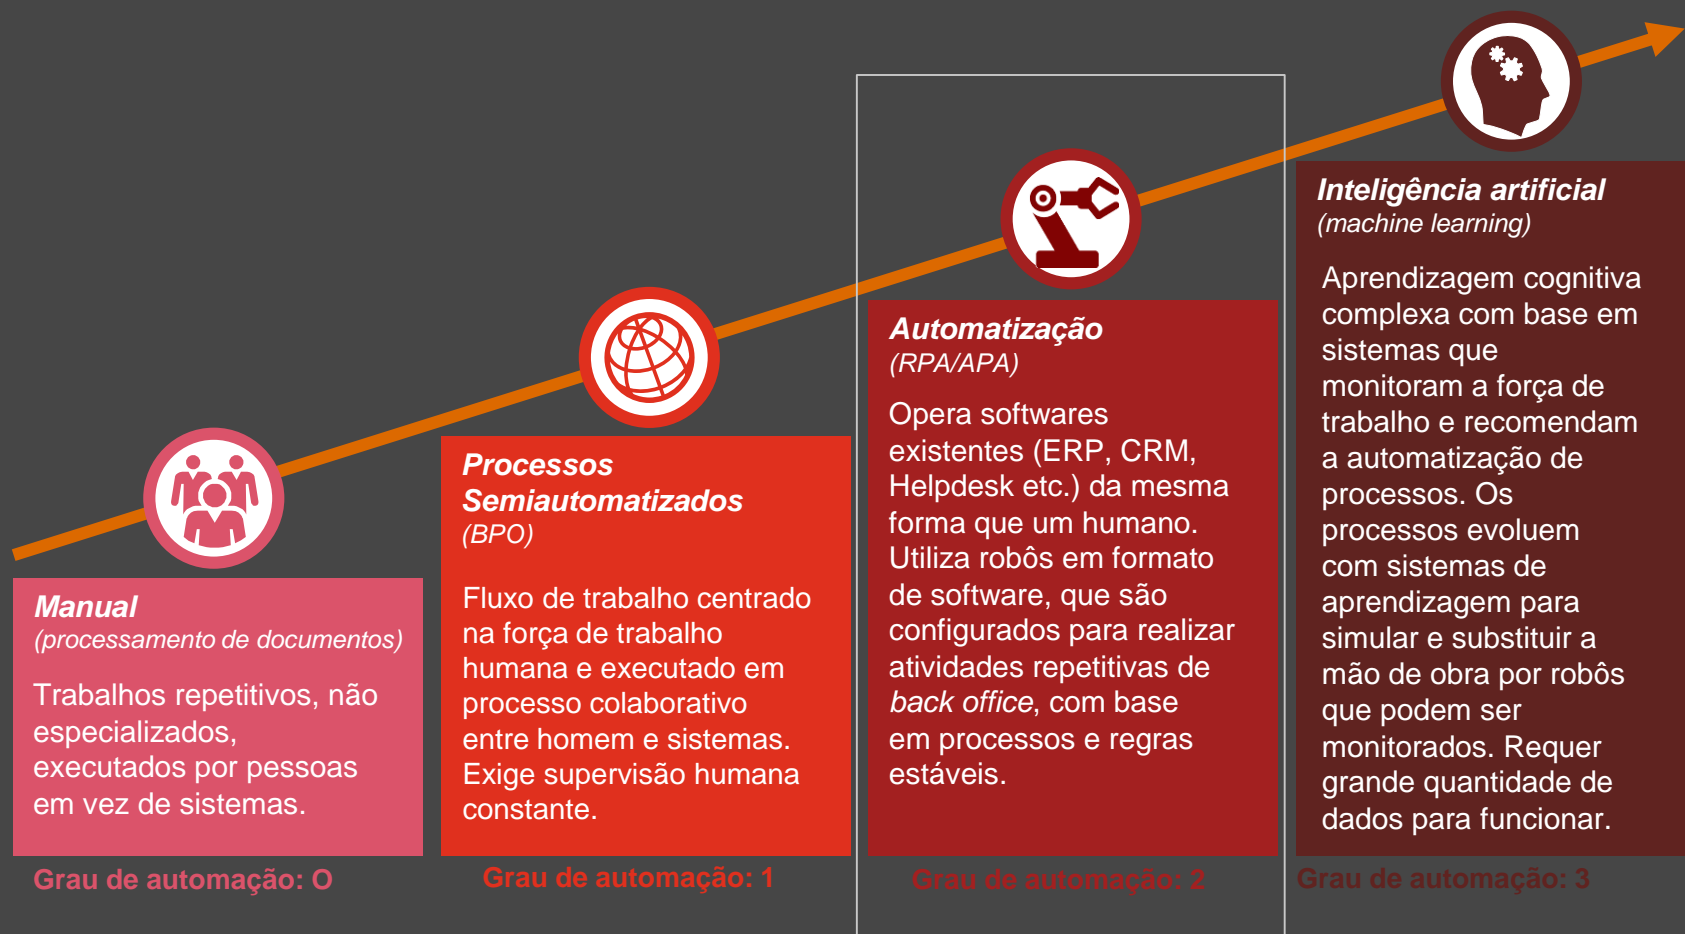 Manual
(processamento de documentos)
Trabalhos repetitivos, não
especializados,
executados por pessoas
em vez de sistemas.
Grau de automação: O
Processos
Semiautomatizados
(BPO)
Fluxo de trabalho centrado
na força de trabalho
humana e executado em
processo colaborativo
entre homem e sistemas.
Exige supervisão humana
constante.
Grau de automação: 1
Automatização
(RPA/APA)
Opera softwares
existentes (ERP, CRM,
Helpdesk etc.) da mesma
forma que um humano.
Utiliza robôs em formato
de software, que são
configurados para realizar
atividades repetitivas de
back office, com base
em processos e regras
estáveis.
Grau de automação: 2
Inteligência artificial
(machine learning)
Aprendizagem cognitiva
complexa com base em
sistemas que
monitoram a força de
trabalho e recomendam
a automatização de
processos. Os
processos evoluem
com sistemas de
aprendizagem para
simular e substituir a
mão de obra por robôs
que podem ser
monitorados. Requer
grande quantidade de
dados para funcionar.
Grau de automação: 3